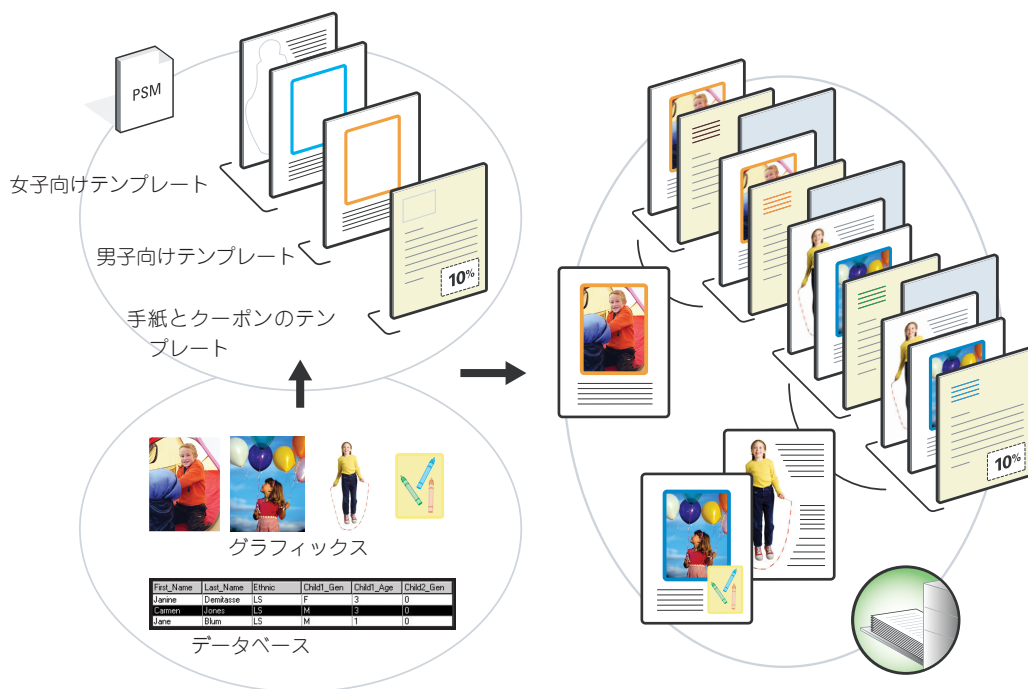 PSM
女子向けテンプレート
男子向けテンプレート
手紙とクーポンのテン
プレート
10%
グラフィックス
First_Name Last_Name Ethnic Child1_Gen Child1_Age Child2_Gen
Janine Demitasse LS F 3 0
Carmen Jones LS M 3 0
Jane Blum LS M 1 0
データベース
10%